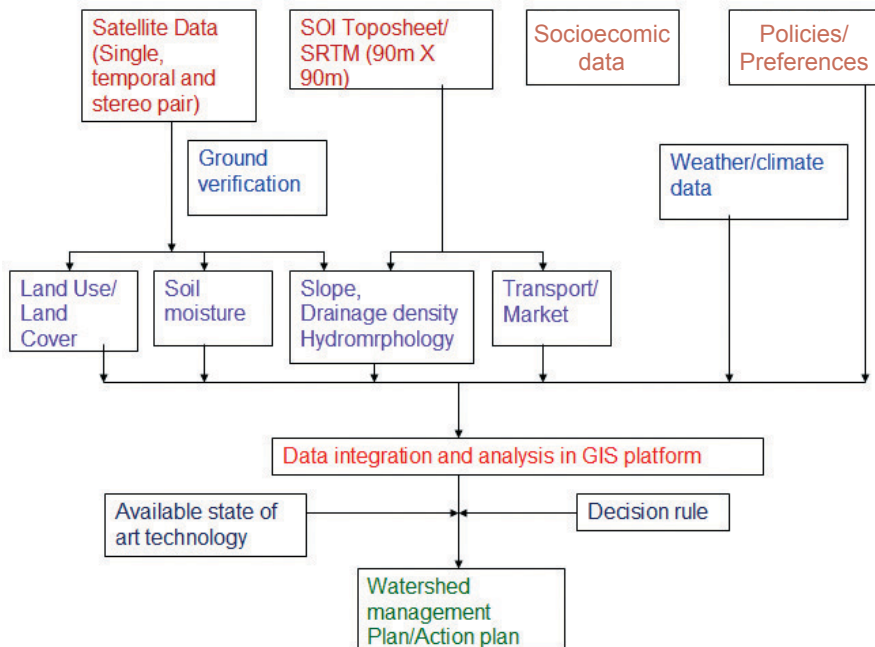 Satellite Data
(Single,
temporal and
stereo pair)
SOI Toposheet/
SRTM (90m X
90m)
Socioecomic
data
Policies/
Preferences
Ground
verification
Weather/climate
data
Land Use/
Land
Cover
Soil
moisture
Slope,
Drainage density
Hydromrphology
Transport/
Market
Data integration and analysis in GIS platform
Available state of
art technology
Decision rule
Watershed
management
Plan/Action plan